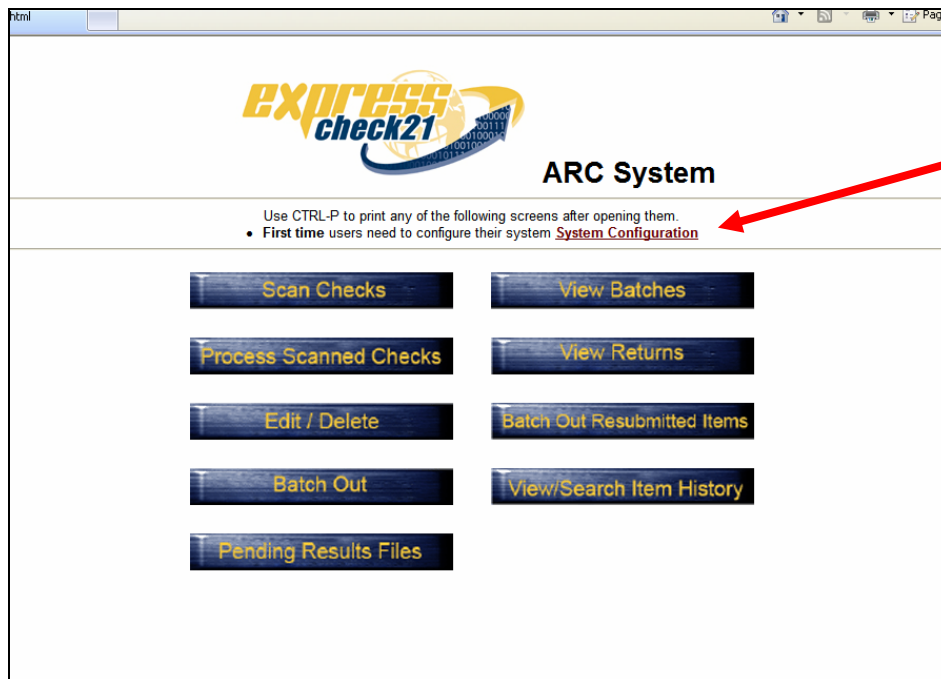 html
Page
express
check21
ARC System
Use CTRL-P to print any of the following screens after opening them.
• First time users need to configure their system System Configuration
Scan Checks
View Batches
Process Scanned Checks
View Returns
Edit / Delete
Batch Out Resubmitted Items
Batch Out
View/Search Item History
Pending Results Files